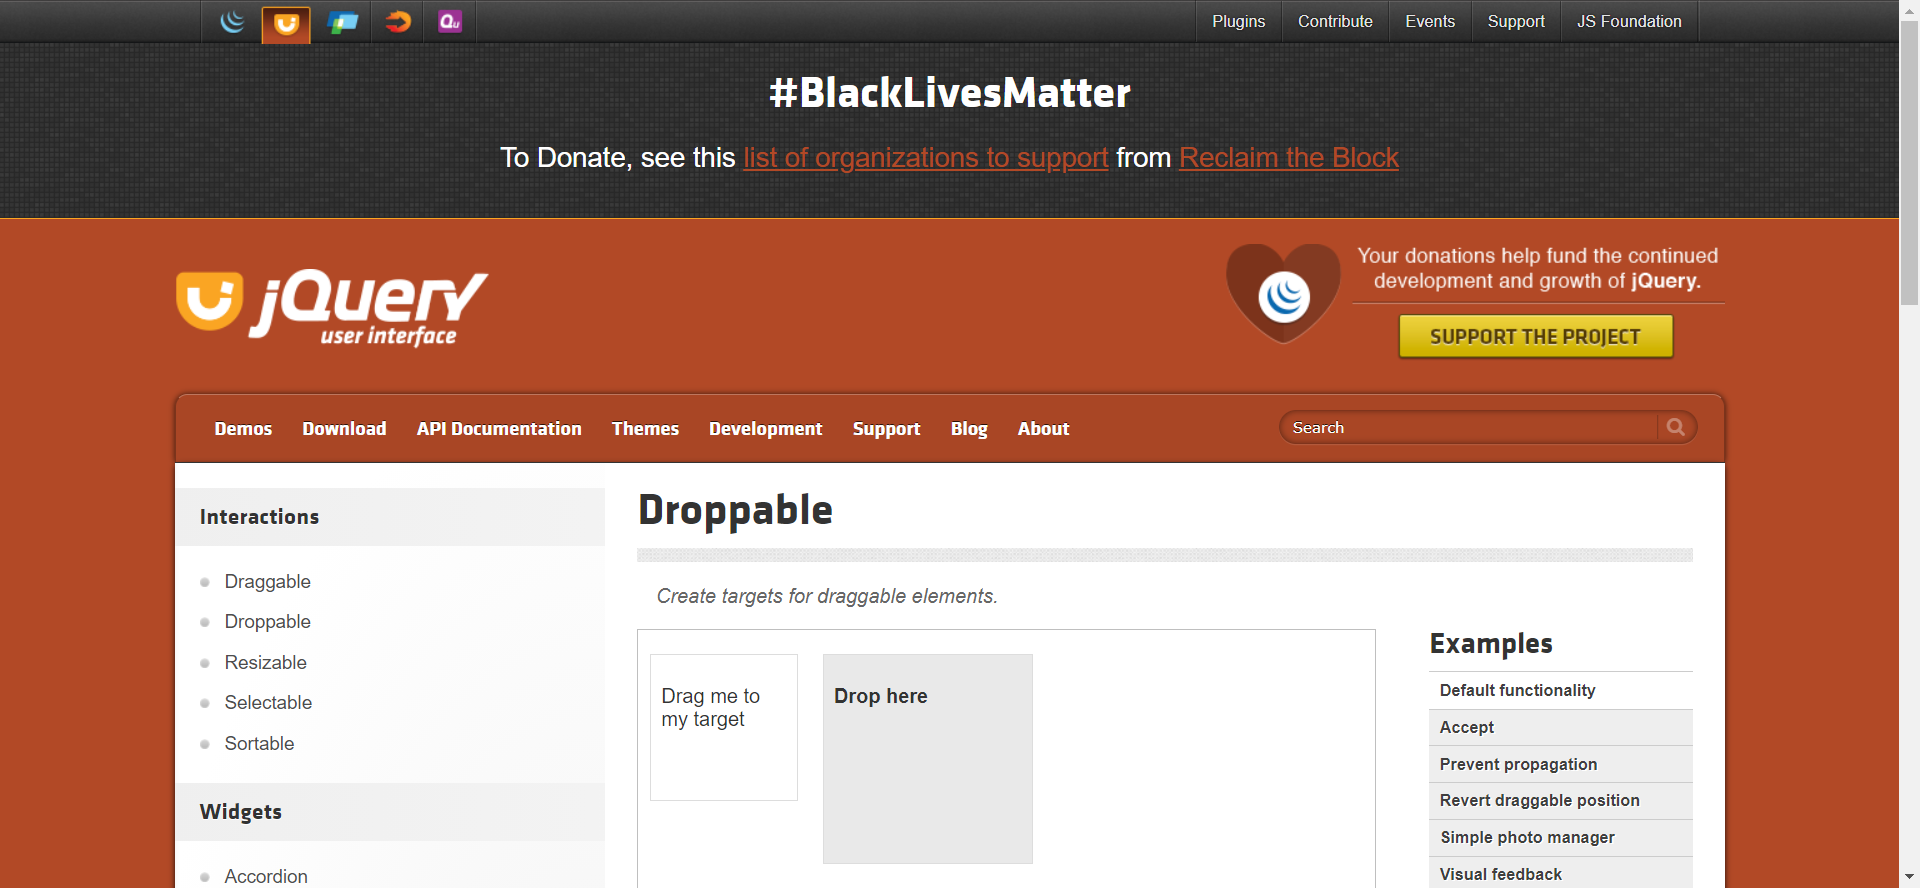 Qu
Plugins
Contribute
Events
Support
JS Foundation
#BlackLivesMatter
To Donate, see this list of organizations to support from Reclaim the Block
jQuery
user interface
Your donations help fund the continued
development and growth of jQuery.
SUPPORT THE PROJECT
Demos
Download
API Documentation
Themes
Development
Support
Blog
About
Search
Interactions
Draggable
Droppable
Resizable
Selectable
Sortable
Widgets
Accordion
Droppable
Create targets for draggable elements.
Drag me to
my target
Drop here
Examples
Default functionality
Accept
Prevent propagation
Revert draggable position
Simple photo manager
Visual feedback